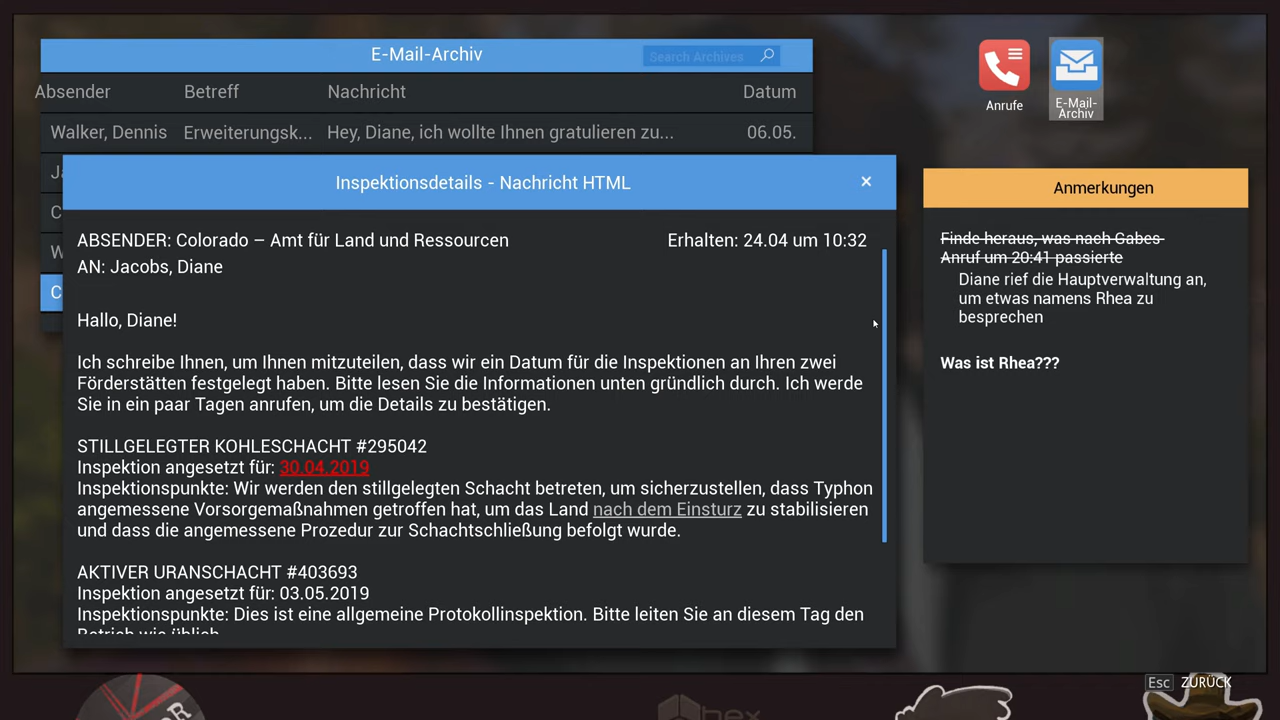 E-Mail-Archiv
Search Archives
Absender Betreff Nachricht Datum
Walker, Dennis Erweiterungsk... Hey, Diane, ich wollte Ihnen gratulieren zu... 06.05.
Inspektionsdetails - Nachricht HTML
ABSENDER: Colorado – Amt für Land und Ressourcen Erhalten: 24.04 um 10:32
AN: Jacobs, Diane
Hallo, Diane!
Ich schreibe Ihnen, um Ihnen mitzuteilen, dass wir ein Datum für die Inspektionen an Ihren zwei
Förderstätten festgelegt haben. Bitte lesen Sie die Informationen unten gründlich durch. Ich werde
Sie in ein paar Tagen anrufen, um die Details zu bestätigen.
STILLGELEGTER KOHLESCHACHT #295042
Inspektion angesetzt für: 30.04.2019
Inspektionspunkte: Wir werden den stillgelegten Schacht betreten, um sicherzustellen, dass Typhon
angemessene Vorsorgemaßnahmen getroffen hat, um das Land nach dem Einsturz zu stabilisieren
und dass die angemessene Prozedur zur Schachtschließung befolgt wurde.
AKTIVER URANSCHACHT #403693
Inspektion angesetzt für: 03.05.2019
Inspektionspunkte: Dies ist eine allgemeine Protokollinspektion. Bitte leiten Sie an diesem Tag den
Betrieb wie üblich
Anrufe
E-Mail-
Archiv
Anmerkungen
Finde heraus, was nach Gabes
Anruf um 20:41 passierte
Diane rief die Hauptverwaltung an,
um etwas namens Rhea zu
besprechen
Was ist Rhea???
Esc ZURÜCK
hex